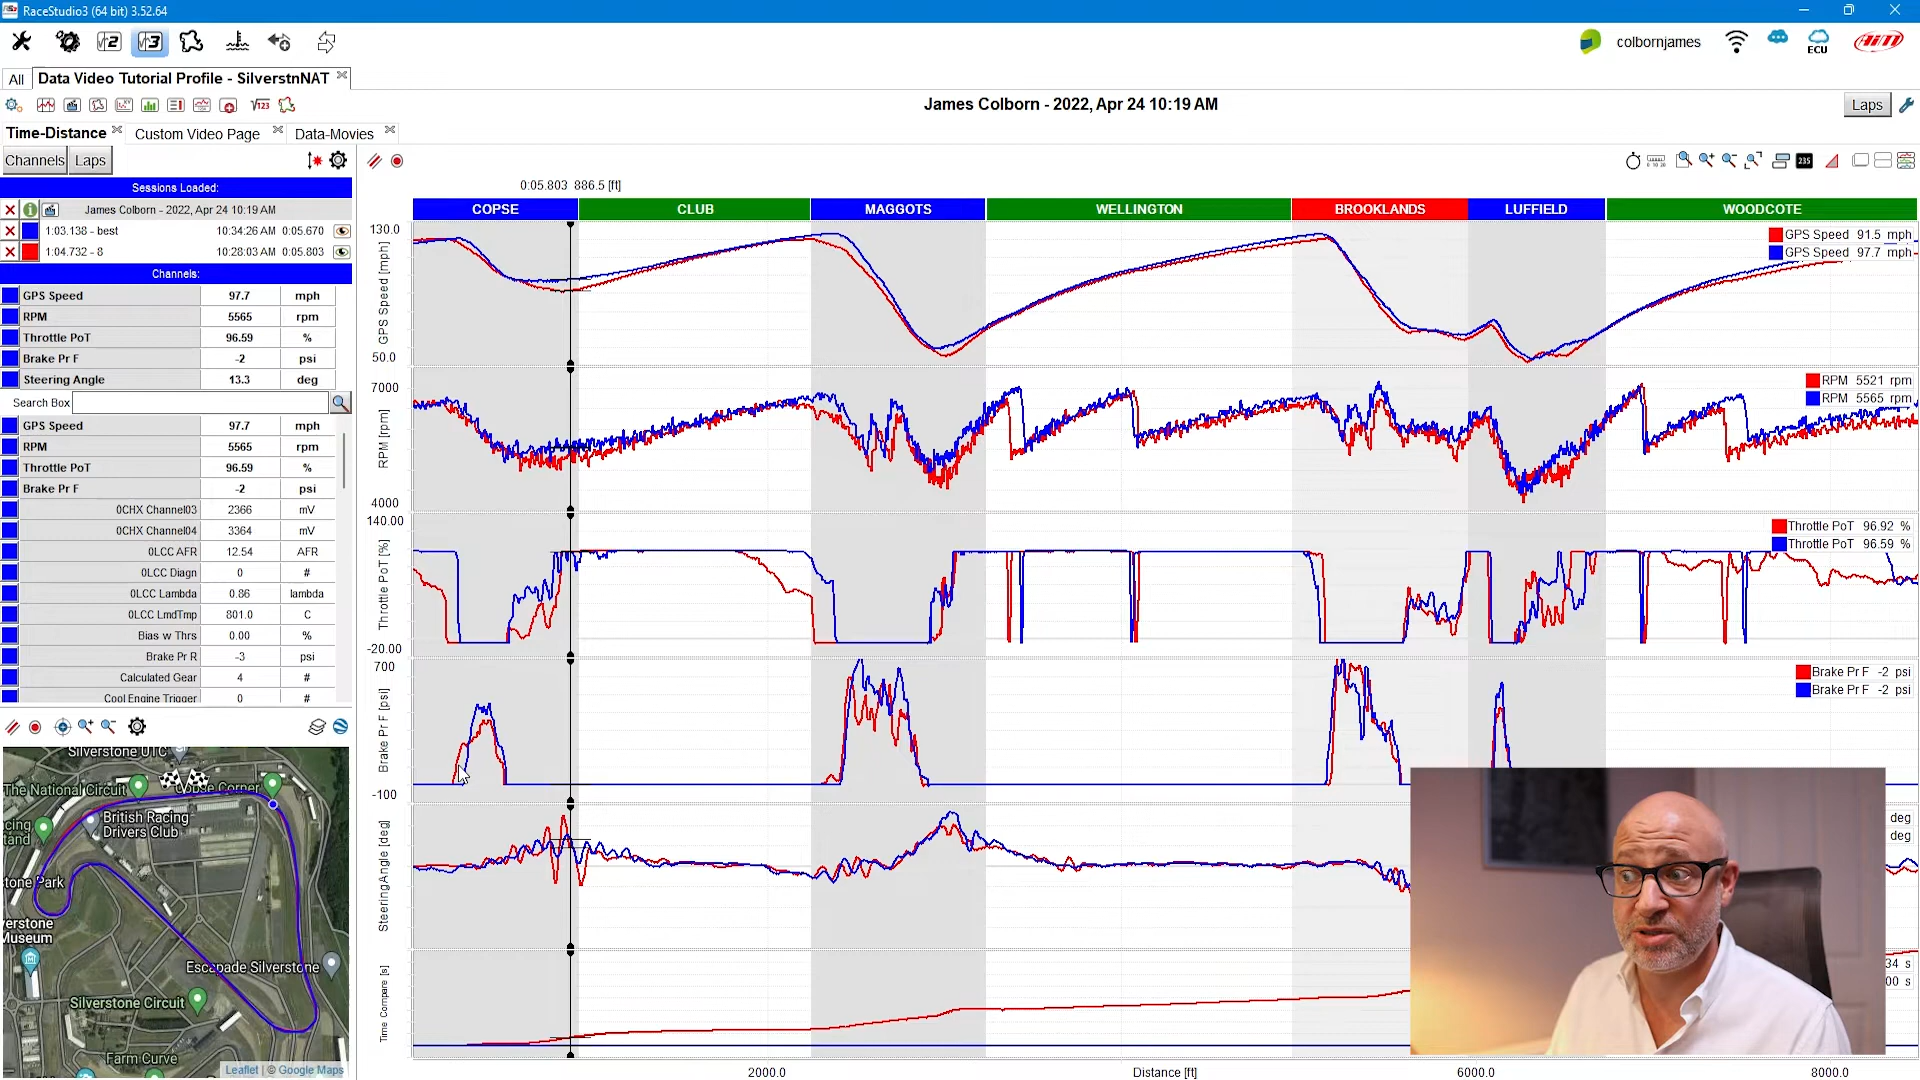 RaceStudio3 (64 bit) 3.52.64
colbornjames
ECU
AiM
All
Data Video Tutorial Profile - SilverstnNAT
James Colborn - 2022, Apr 24 10:19 AM
Laps
Time-Distance
Custom Video Page
Data-Movies
Channels
Laps
0:05.803 886.5 [ft]
Sessions Loaded:
James Colborn - 2022, Apr 24 10:19 AM
1:03.138 - best 10:34:26 AM 0:05.670
1:04.732 - 8 10:28:03 AM 0:05.803
Channels:
GPS Speed 97.7 mph
RPM 5565 rpm
Throttle PoT 96.59 %
Brake Pr F -2 psi
Steering Angle 13.3 deg
Search Box
GPS Speed 97.7 mph
RPM 5565 rpm
Throttle PoT 96.59 %
Brake Pr F -2 psi
0CHX Channel03 2366 mV
0CHX Channel04 3364 mV
0LCC AFR 12.54 AFR
0LCC Diagn 0 #
0LCC Lambda 0.86 lambda
0LCC LmdTmp 801.0 C
Bias w Thrs 0.00 %
Brake Pr R -3 psi
Calculated Gear 4 #
Cool Engine Trigger 0 #
COPSE CLUB MAGGOTS WELLINGTON BROOKLANDS LUFFIELD WOODCOTE
130.0
GPS Speed [mph]
50.0
GPS Speed 91.5 mph
GPS Speed 97.7 mph
7000
RPM [rpm]
4000
RPM 5521 rpm
RPM 5565 rpm
140.00
Throttle PoT [%]
-20.00
Throttle PoT 96.92 %
Throttle PoT 96.59 %
700
Brake Pr F [psi]
-100
Brake Pr F -2 psi
Brake Pr F -2 psi
SteeringAngle [deg]
deg
deg
Time Compare [s]
34 s
00 s
2000.0
Distance [ft]
6000.0
8000.0
Silverstone UTC
The National Circuit
Copse Corner
British Racing
Drivers Club
cing
tand
tone Park
verstone
Museum
Escapade Silverstone
Silverstone Circuit
Farm Curve
Leaflet | © Google Maps